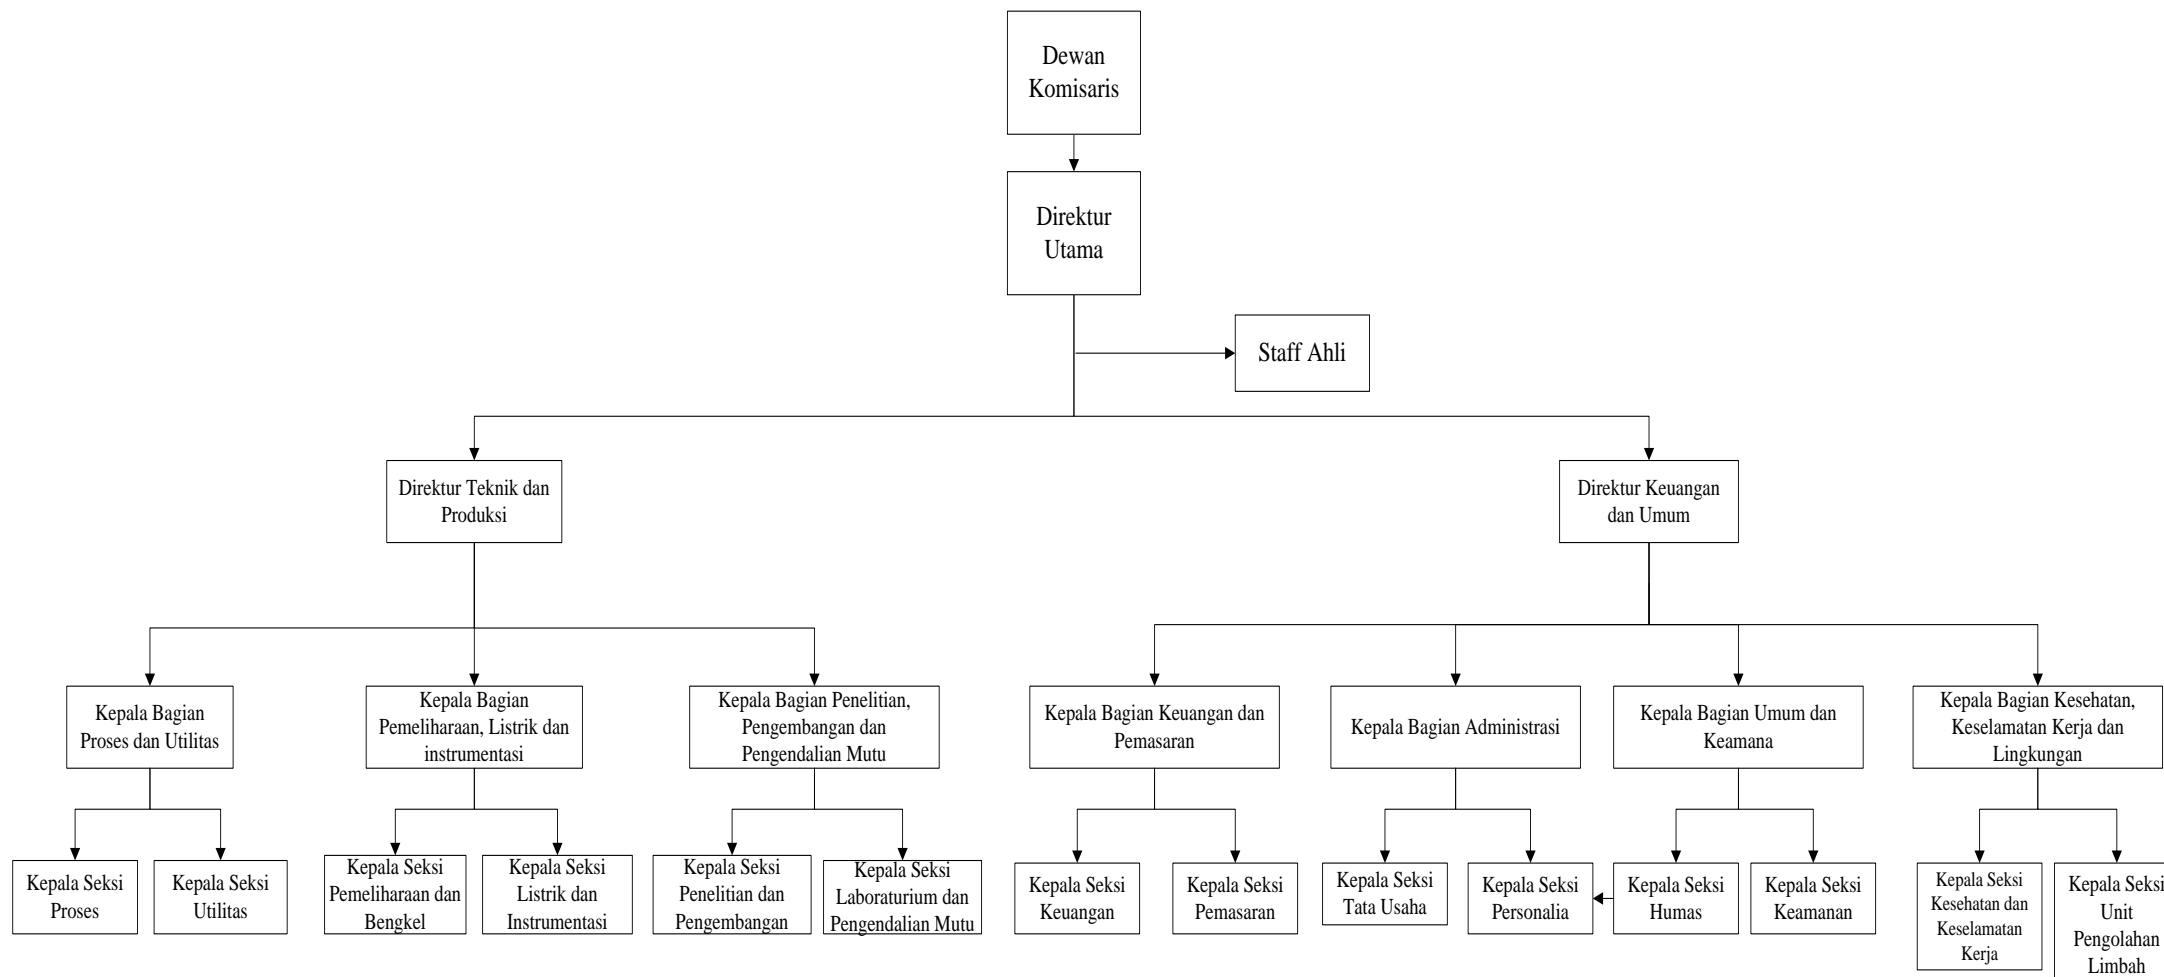 Dewan
Komisaris
Direktur
Utama
Staff Ahli
Direktur Teknik dan
Produksi
Direktur Keuangan
dan Umum
Kepala Bagian
Proses dan Utilitas
Kepala Bagian
Pemeliharaan, Listrik dan
instrumentasi
Kepala Bagian Penelitian,
Pengembangan dan
Pengendalian Mutu
Kepala Bagian Keuangan dan
Pemasaran
Kepala Bagian Administrasi
Kepala Bagian Umum dan
Keamana
Kepala Bagian Kesehatan,
Keselamatan Kerja dan
Lingkungan
Kepala Seksi
Proses
Kepala Seksi
Utilitas
Kepala Seksi
Pemeliharaan dan
Bengkel
Kepala Seksi
Listrik dan
Instrumentasi
Kepala Seksi
Penelitian dan
Pengembangan
Kepala Seksi
Laboraturium dan
Pengendalian Mutu
Kepala Seksi
Keuangan
Kepala Seksi
Pemasaran
Kepala Seksi
Tata Usaha
Kepala Seksi
Personalia
Kepala Seksi
Humas
Kepala Seksi
Keamanan
Kepala Seksi
Kesehatan dan
Keselamatan
Kerja
Kepala Seksi
Unit
Pengolahan
Limbah